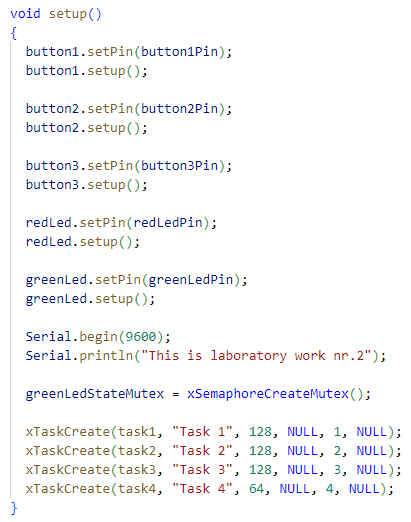 void setup()
{
  button1.setPin(button1Pin);
  button1.setup();

  button2.setPin(button2Pin);
  button2.setup();

  button3.setPin(button3Pin);
  button3.setup();

  redLed.setPin(redLedPin);
  redLed.setup();

  greenLed.setPin(greenLedPin);
  greenLed.setup();

  Serial.begin(9600);
  Serial.println("This is laboratory work nr.2");

  greenLedStateMutex = xSemaphoreCreateMutex();

  xTaskCreate(task1, "Task 1", 128, NULL, 1, NULL);
  xTaskCreate(task2, "Task 2", 128, NULL, 2, NULL);
  xTaskCreate(task3, "Task 3", 128, NULL, 3, NULL);
  xTaskCreate(task4, "Task 4", 64, NULL, 4, NULL);
}